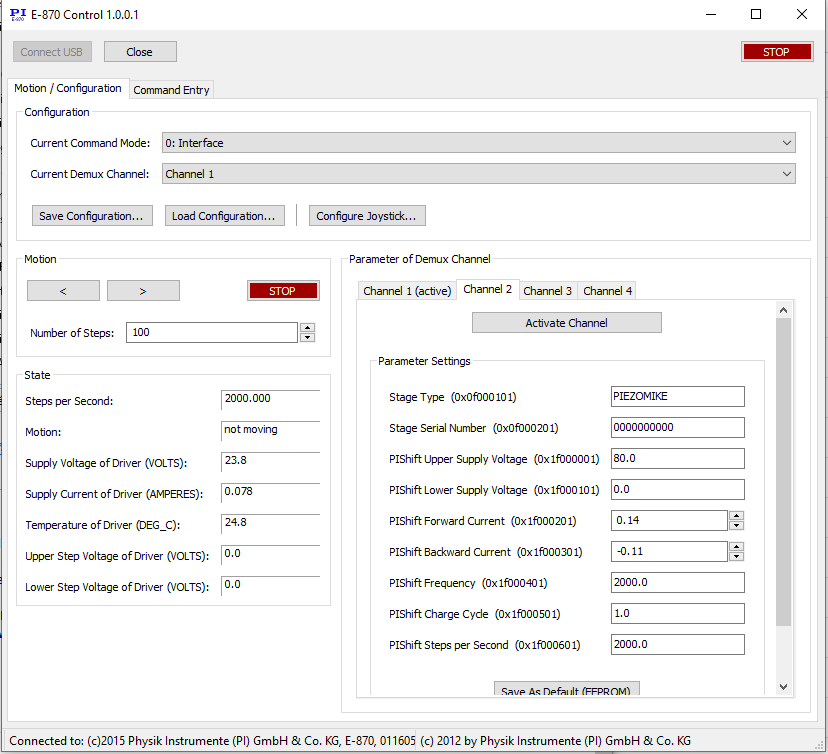 PI E-870 E-870 Control 1.0.0.1
Connect USB Close STOP
Motion / Configuration Command Entry
Configuration
Current Command Mode: 0: Interface
Current Demux Channel: Channel 1
Save Configuration... Load Configuration... Configure Joystick...
Motion
< > STOP
Number of Steps: 100
State
Steps per Second: 2000.000
Motion: not moving
Supply Voltage of Driver (VOLTS): 23.8
Supply Current of Driver (AMPERES): 0.078
Temperature of Driver (DEG_C): 24.8
Upper Step Voltage of Driver (VOLTS): 0.0
Lower Step Voltage of Driver (VOLTS): 0.0
Parameter of Demux Channel
Channel 1 (active) Channel 2 Channel 3 Channel 4
Activate Channel
Parameter Settings
Stage Type (0x0f000101) PIEZOMIKE
Stage Serial Number (0x0f000201) 0000000000
PIShift Upper Supply Voltage (0x1f000001) 80.0
PIShift Lower Supply Voltage (0x1f000101) 0.0
PIShift Forward Current (0x1f000201) 0.14
PIShift Backward Current (0x1f000301) -0.11
PIShift Frequency (0x1f000401) 2000.0
PIShift Charge Cycle (0x1f000501) 1.0
PIShift Steps per Second (0x1f000601) 2000.0
Save As Default (EEPROM)
Connected to: (c)2015 Physik Instrumente (PI) GmbH & Co. KG, E-870, 011605 (c) 2012 by Physik Instrumente (PI) GmbH & Co. KG